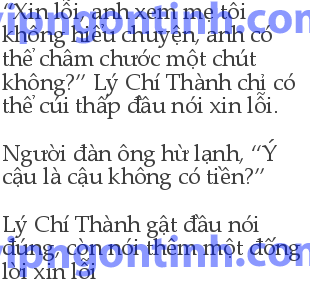 "Xin lỗi, anh xem mẹ tôi
không hiểu chuyện, anh có
thể châm chước một chút
không?" Lý Chí Thành chỉ có
thể cúi thấp đầu nói xin lỗi.
Người đàn ông hừ lạnh, "Ý
cậu là cậu không có tiền?"
Lý Chí Thành gật đầu nói
đúng, còn nói thêm một đống
lời xin lỗi